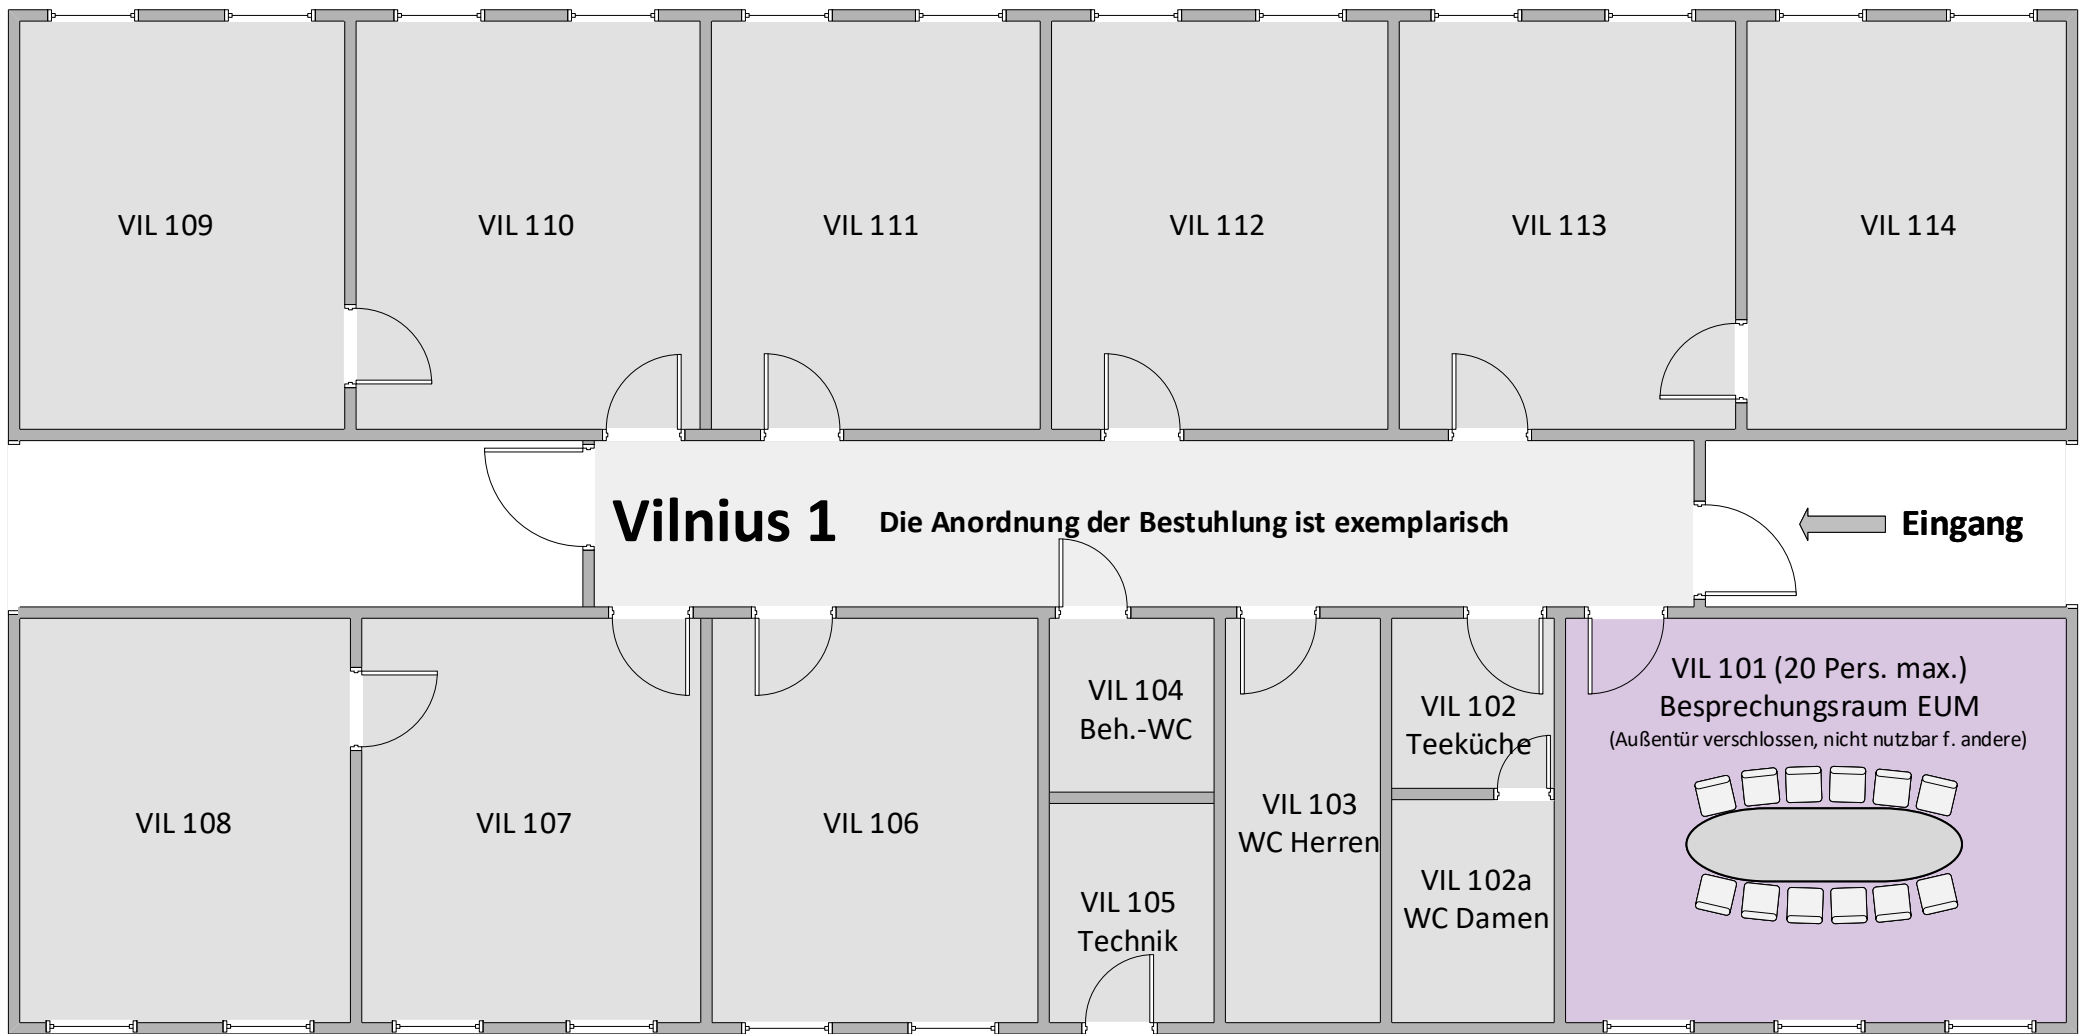 VIL 109
VIL 110
VIL 111
VIL 112
VIL 113
VIL 114
Vilnius 1
Die Anordnung der Bestuhlung ist exemplarisch
Eingang
VIL 108
VIL 107
VIL 106
VIL 104
Beh.-WC
VIL 105
Technik
VIL 103
WC Herren
VIL 102
Teeküche
VIL 102a
WC Damen
VIL 101 (20 Pers. max.)
Besprechungsraum EUM
(Außentür verschlossen, nicht nutzbar f. andere)